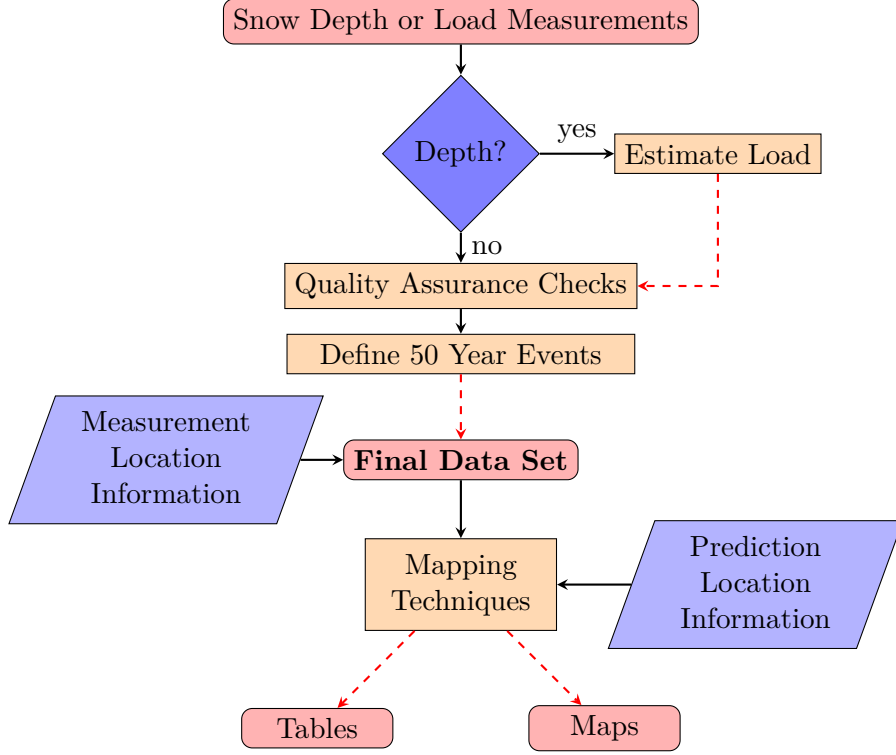 Snow Depth or Load Measurements
Depth?
yes
Estimate Load
no
Quality Assurance Checks
Define 50 Year Events
Measurement
Location
Information
Final Data Set
Mapping
Techniques
Prediction
Location
Information
Tables
Maps